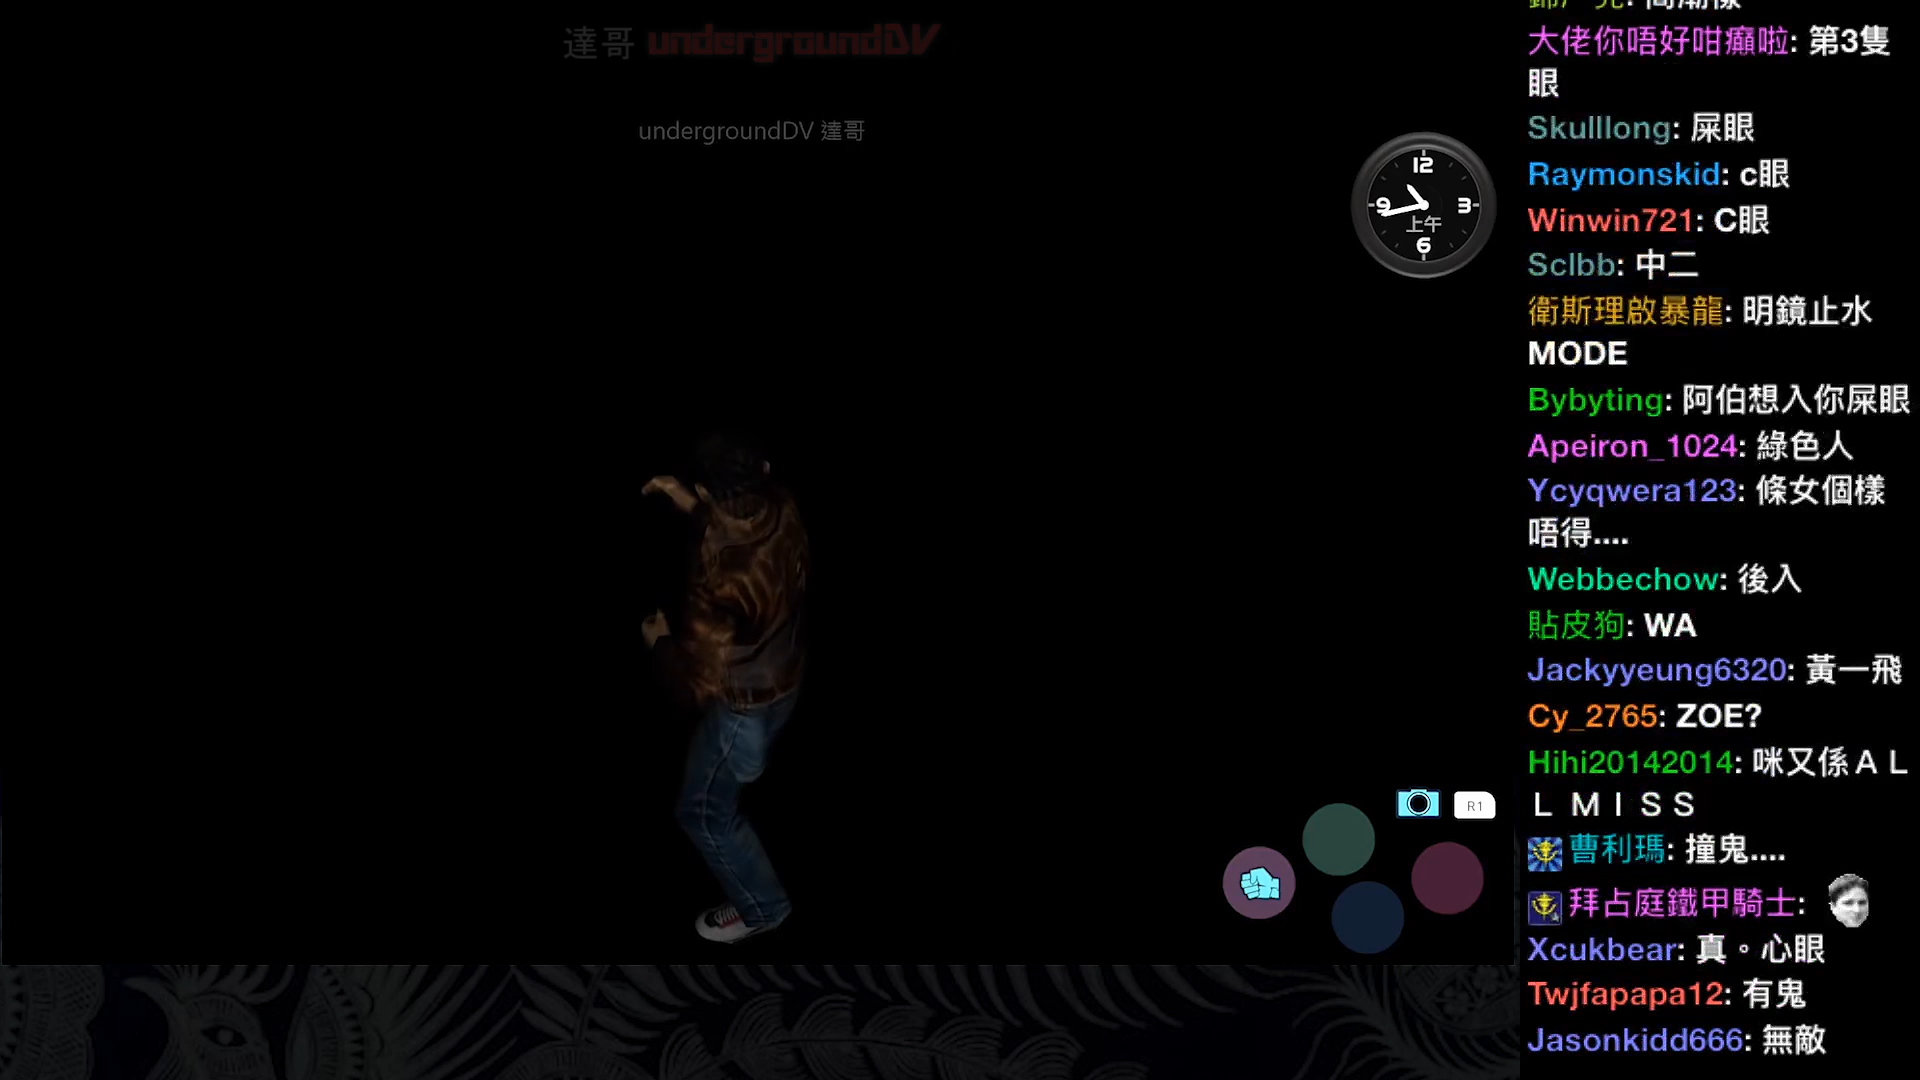 達哥 undergroundDV
undergroundDV 達哥
12
9
3
上午
6
R1
大佬你唔好咁癲啦: 第3隻
眼
Skulllong: 屎眼
Raymonskid: c眼
Winwin721: C眼
Sclbb: 中二
衛斯理啟暴龍: 明鏡止水
MODE
Bybyting: 阿伯想入你屎眼
Apeiron_1024: 綠色人
Ycyqwera123: 條女個樣
唔得....
Webbechow: 後入
貼皮狗: WA
Jackyyeung6320: 黃一飛
Cy_2765: ZOE?
Hihi20142014: 咪又係ＡＬ
Ｌ ＭＩＳＳ
曹利瑪: 撞鬼....
拜占庭鐵甲騎士:
Xcukbear: 真。心眼
Twjfapapa12: 有鬼
Jasonkidd666: 無敵